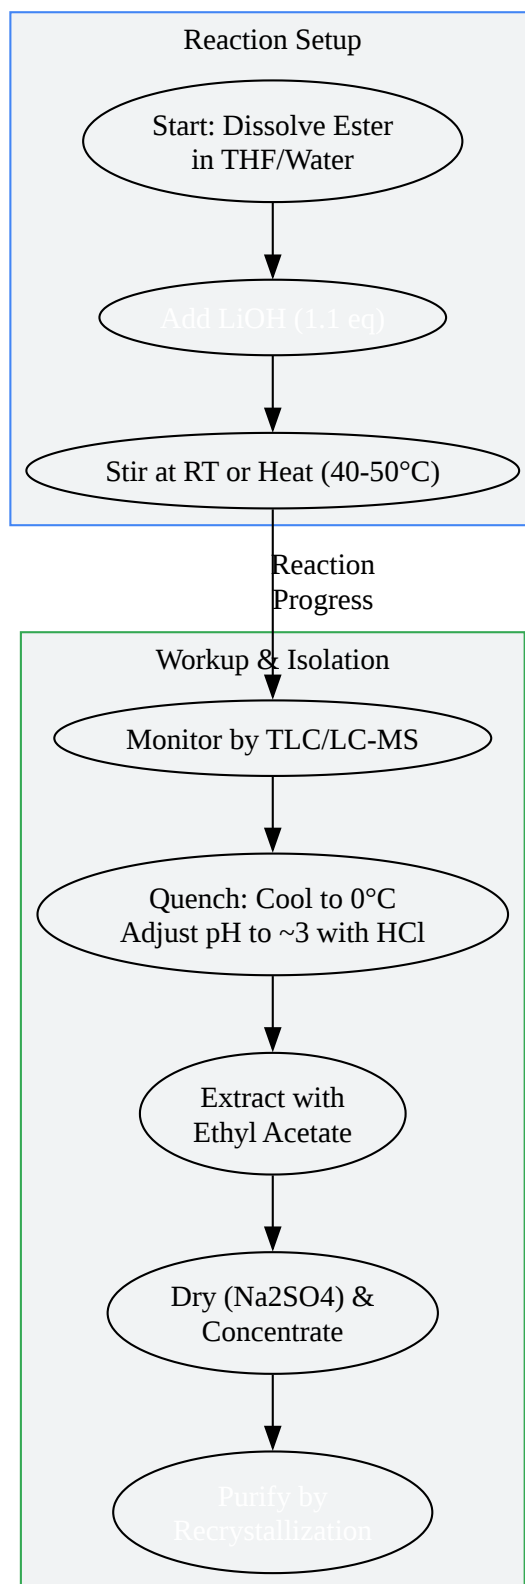 Reaction Setup
Start: Dissolve Ester
in THF/Water
Add LiOH (1.1 eq)
Stir at RT or Heat (40-50°C)
Reaction
Progress
Workup & Isolation
Monitor by TLC/LC-MS
Quench: Cool to 0°C
Adjust pH to ~3 with HCl
Extract with
Ethyl Acetate
Dry (Na2SO4) &
Concentrate
Purify by
Recrystallization